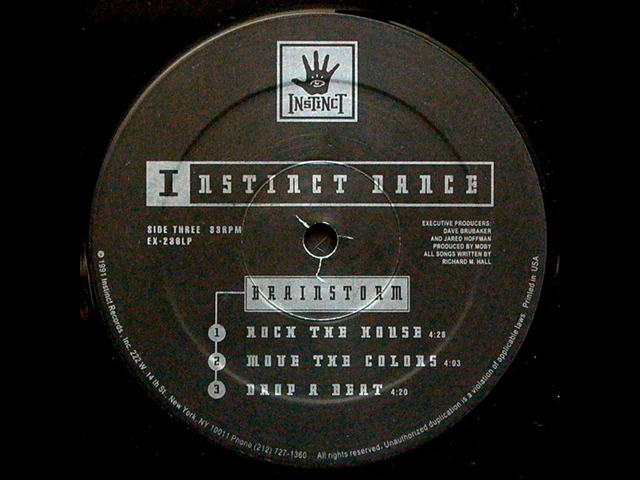 INSTINCT
INSTINCT DANCE
SIDE THREE 33RPM
EX-230LP
EXECUTIVE PRODUCERS:
DAVE BRUBAKER
AND JARED HOFFMAN
PRODUCED BY MOBY
ALL SONGS WRITTEN BY
RICHARD M. HALL
BRAINSTORM
1 ROCK THE HOUSE 4:28
2 MOVE THE COLORS 4:03
3 DROP A BEAT 4:20
© 1991 Instinct Records, Inc. 222 W. 14 th St. New York, NY 10011 Phone (212) 727-1360 All rights reserved. Unauthorized duplication is a violation of applicable laws. Printed in USA